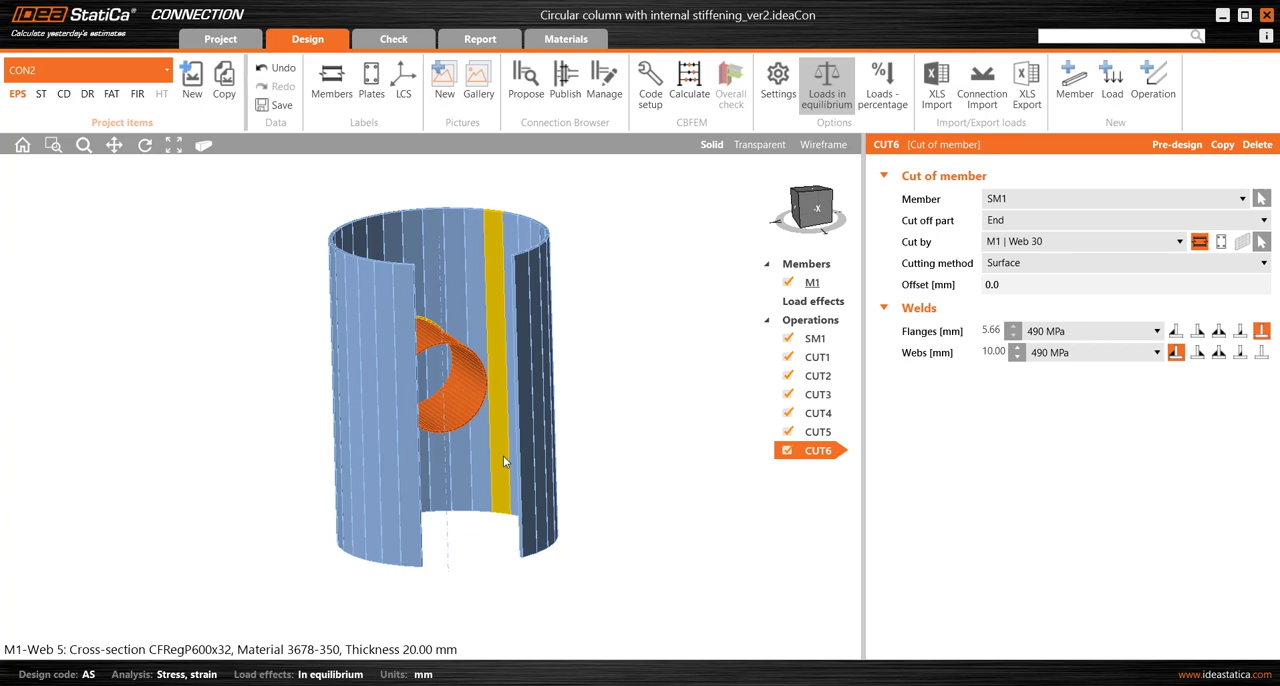 IDEA StatiCa® CONNECTION
Calculate yesterday's estimates
Circular column with internal stiffening_ver2.ideaCon
Project Design Check Report Materials
CON2
EPS ST CD DR FAT FIR HT
New Copy
Project items
Undo
Redo
Save
Data
Members Plates LCS
Labels
New Gallery
Pictures
Propose Publish Manage
Connection Browser
Code setup Calculate Overall check
CBFEM
Settings Loads in equilibrium Loads - percentage
Options
XLS Import Connection Import XLS Export
Import/Export loads
Member Load Operation
New
Solid Transparent Wireframe
-X
Members
M1
Load effects
Operations
SM1
CUT1
CUT2
CUT3
CUT4
CUT5
CUT6
CUT6 [Cut of member] Pre-design Copy Delete
Cut of member
Member SM1
Cut off part End
Cut by M1 | Web 30
Cutting method Surface
Offset [mm] 0.0
Welds
Flanges [mm] 5.66 490 MPa
Webs [mm] 10.00 490 MPa
M1-Web 5: Cross-section CFRegP600x32, Material 3678-350, Thickness 20.00 mm
Design code: AS Analysis: Stress, strain Load effects: In equilibrium Units: mm
www.ideastatica.com